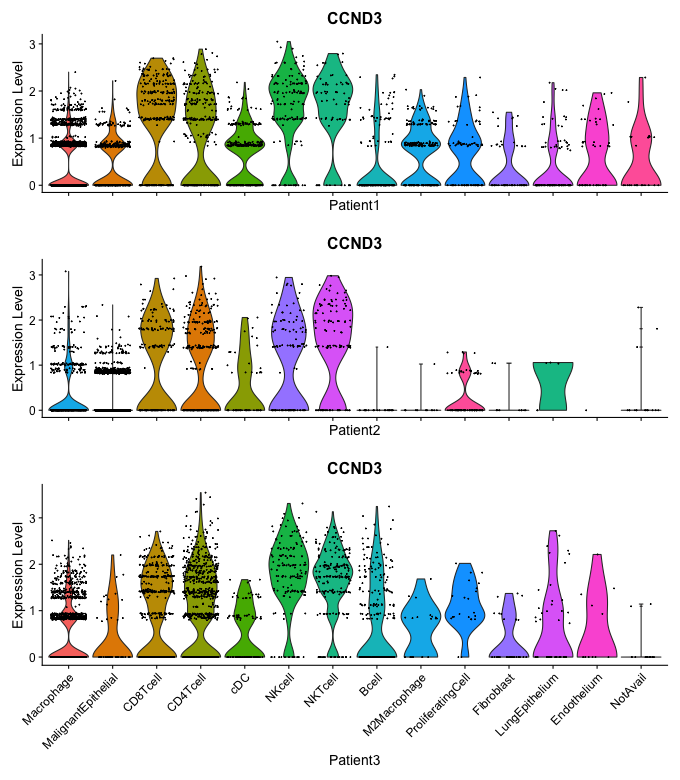 CCND3
3
2
1
0
Expression Level
Patient1
CCND3
3
2
1
0
Expression Level
Patient2
CCND3
3
2
1
0
Expression Level
Macrophage
MalignantEpithelial
CD8Tcell
CD4Tcell
cDC
NKcell
NKTcell
Bcell
M2Macrophage
ProliferatingCell
Fibroblast
LungEpithelium
Endothelium
NotAvail
Patient3